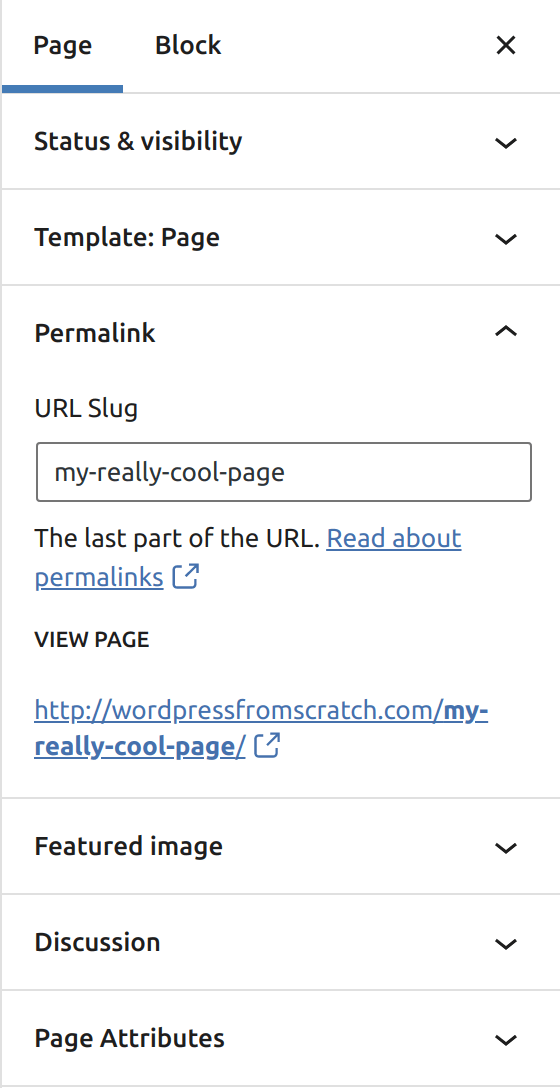 Page Block
Status & visibility
Template: Page
Permalink
URL Slug
my-really-cool-page
The last part of the URL. Read about
permalinks
VIEW PAGE
http://wordpressfromscratch.com/my-
really-cool-page/
Featured image
Discussion
Page Attributes